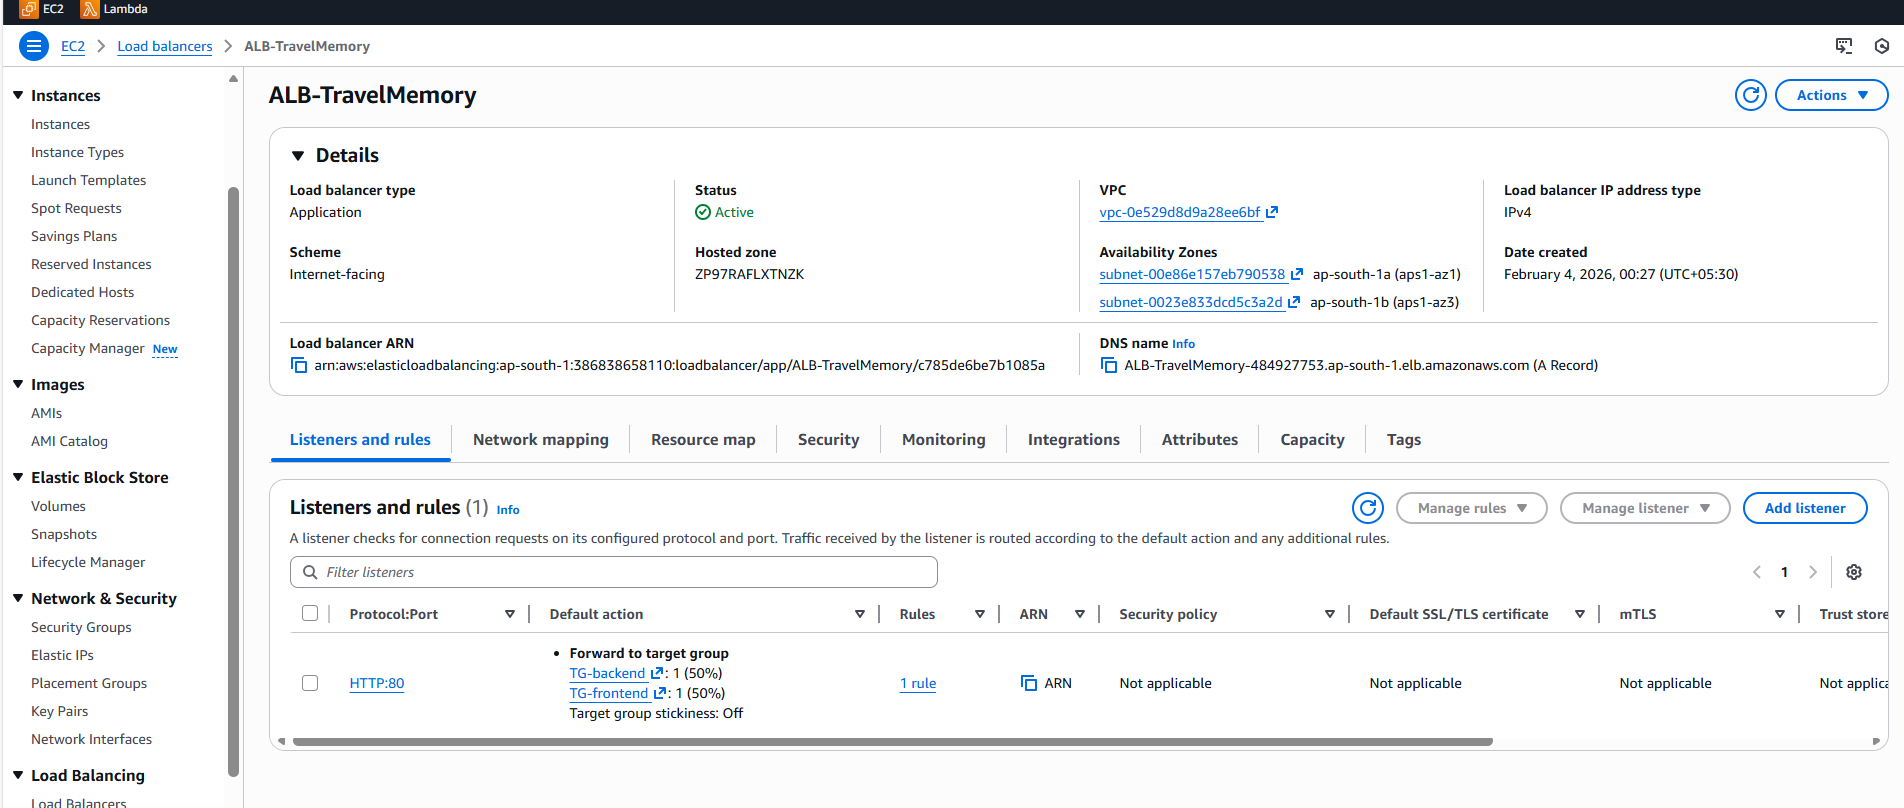 EC2 Lambda
EC2 Load balancers ALB-TravelMemory
Instances
Instances
Instance Types
Launch Templates
Spot Requests
Savings Plans
Reserved Instances
Dedicated Hosts
Capacity Reservations
Capacity Manager New
Images
AMIs
AMI Catalog
Elastic Block Store
Volumes
Snapshots
Lifecycle Manager
Network & Security
Security Groups
Elastic IPs
Placement Groups
Key Pairs
Network Interfaces
Load Balancing
Load Balancers
ALB-TravelMemory
Actions
Details
Load balancer type
Application
Status
Active
VPC
vpc-0e529d8d9a28ee6bf
Load balancer IP address type
IPv4
Scheme
Internet-facing
Hosted zone
ZP97RAFLXTNZK
Availability Zones
subnet-00e86e157eb790538 ap-south-1a (aps1-az1)
subnet-0023e833dcd5c3a2d ap-south-1b (aps1-az3)
Date created
February 4, 2026, 00:27 (UTC+05:30)
Load balancer ARN
arn:aws:elasticloadbalancing:ap-south-1:386838658110:loadbalancer/app/ALB-TravelMemory/c785de6be7b1085a
DNS name Info
ALB-TravelMemory-484927753.ap-south-1.elb.amazonaws.com (A Record)
Listeners and rules Network mapping Resource map Security Monitoring Integrations Attributes Capacity Tags
Listeners and rules (1) Info
Manage rules Manage listener Add listener
A listener checks for connection requests on its configured protocol and port. Traffic received by the listener is routed according to the default action and any additional rules.
Filter listeners
1
Protocol:Port Default action Rules ARN Security policy Default SSL/TLS certificate mTLS Trust store
HTTP:80
• Forward to target group
TG-backend : 1 (50%)
TG-frontend : 1 (50%)
Target group stickiness: Off
1 rule
ARN
Not applicable
Not applicable
Not applicable
Not applica